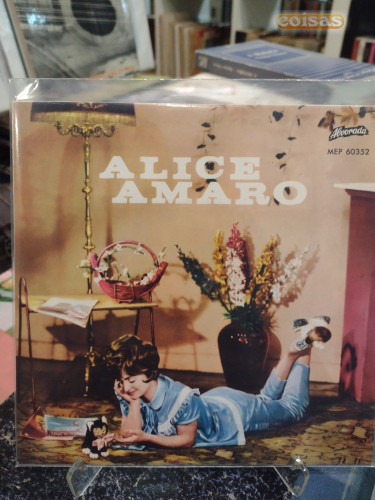 coisas
Alvorada
MEP 60352
ALICE
AMARO